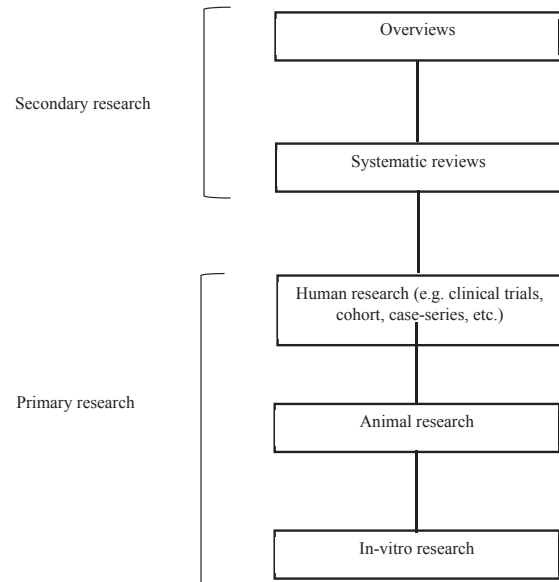 Overviews
Secondary research
Systematic reviews
Human research (e.g. clinical trials,
cohort, case-series, etc.)
Primary research
Animal research
In-vitro research